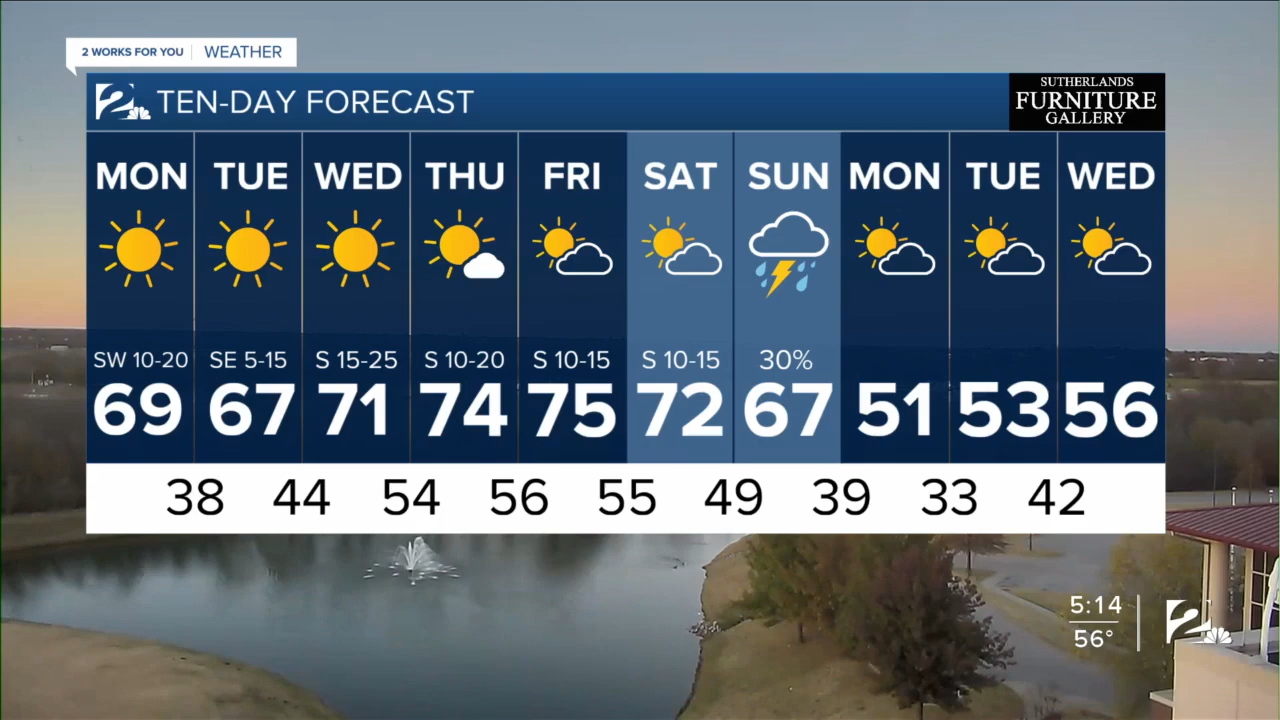 2 WORKS FOR YOU | WEATHER
2 TEN-DAY FORECAST
SUTHERLANDS
FURNITURE
GALLERY
MON TUE WED THU FRI SAT SUN MON TUE WED
SW 10-20 SE 5-15 S 15-25 S 10-20 S 10-15 S 10-15 30%
69 67 71 74 75 72 67 51 53 56
38 44 54 56 55 49 39 33 42
5:14
56°
2